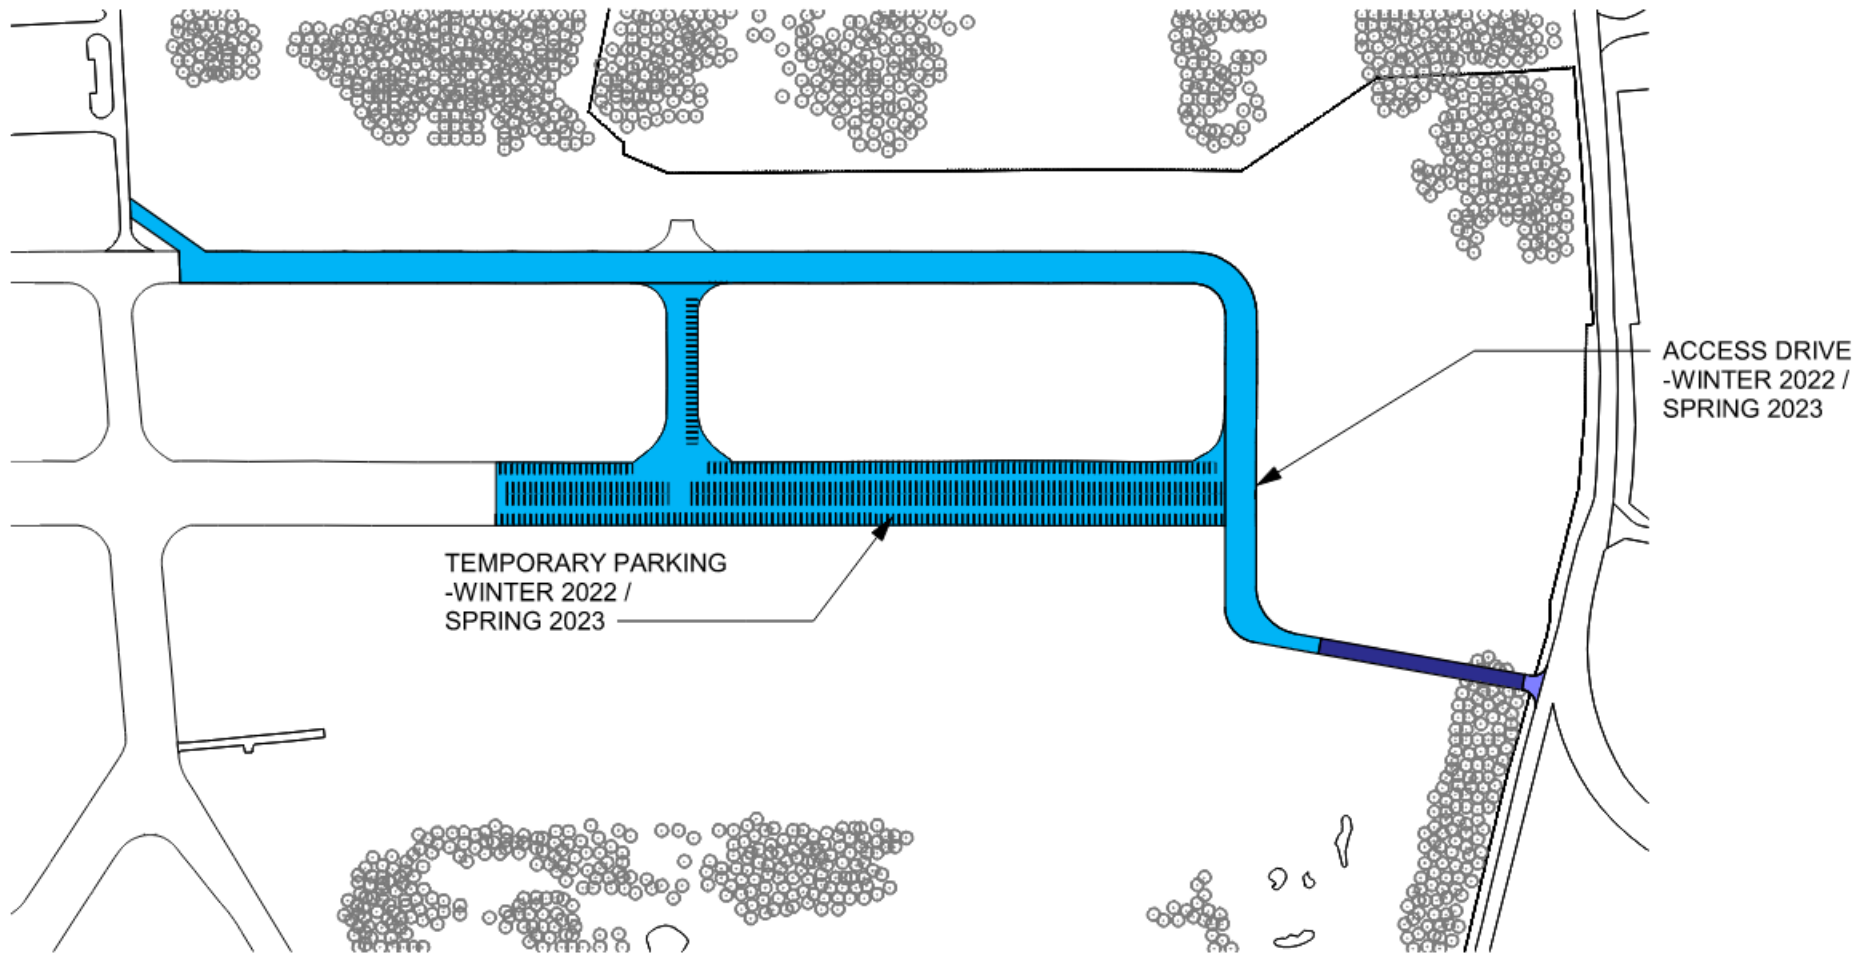 ACCESS DRIVE
-WINTER 2022 /
SPRING 2023
TEMPORARY PARKING
-WINTER 2022 /
SPRING 2023